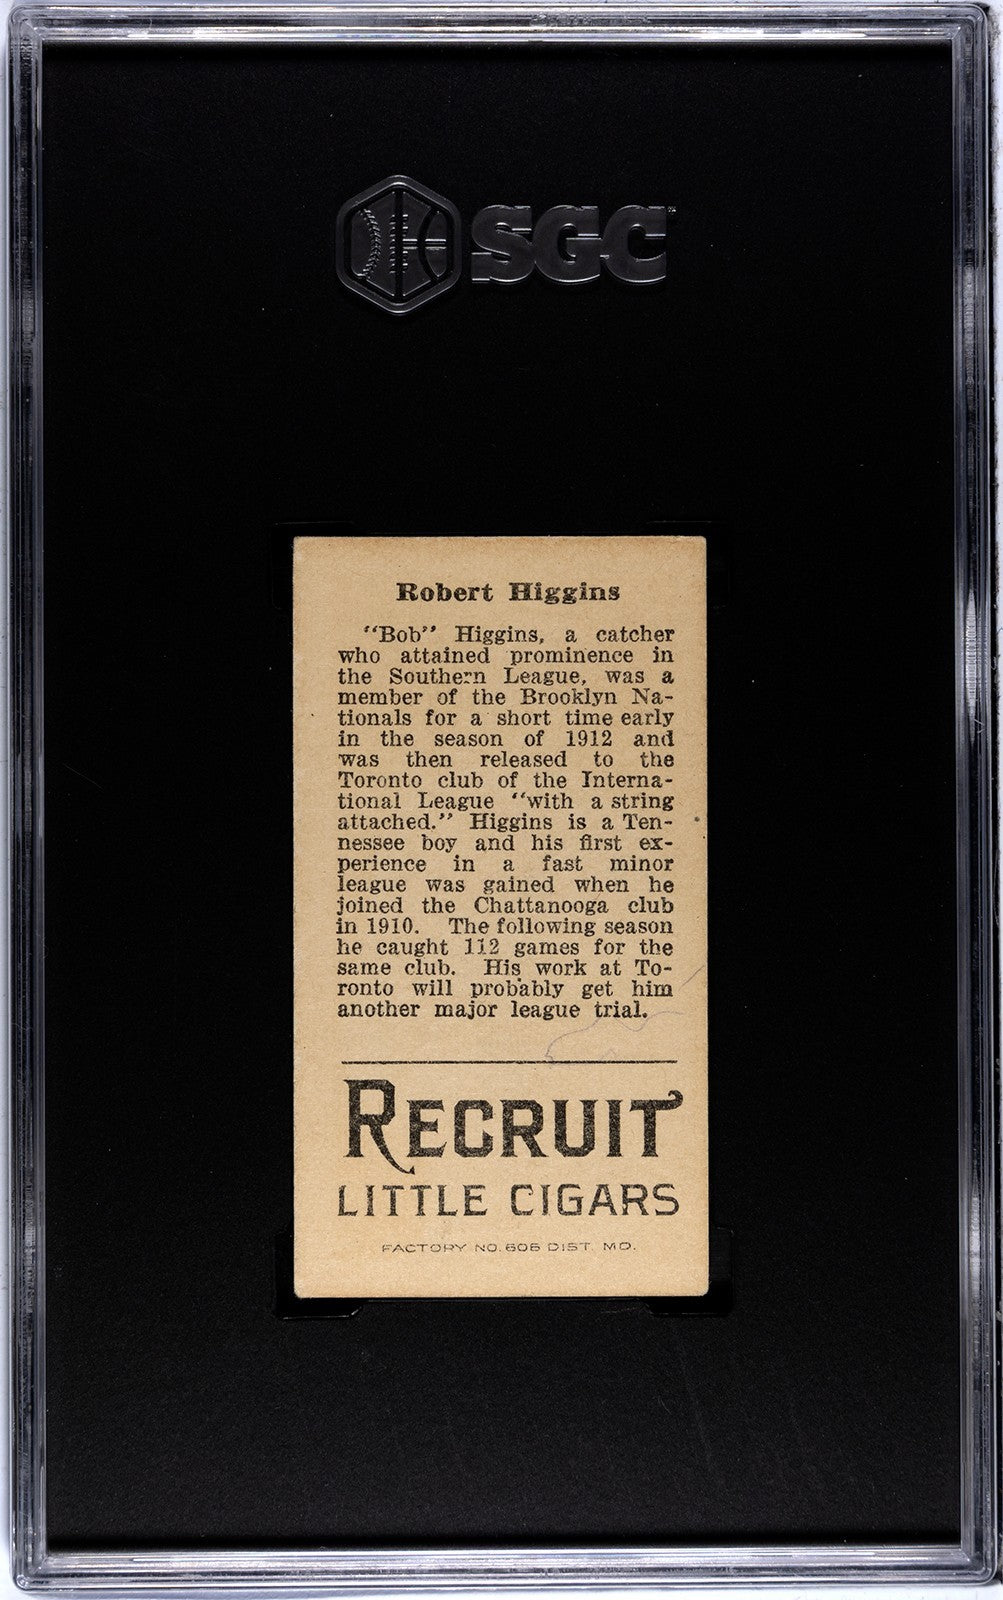 SGC
Robert Higgins
"Bob" Higgins, a catcher
who attained prominence in
the Southern League, was a
member of the Brooklyn Na-
tionals for a short time early
in the season of 1912 and
was then released to the
Toronto club of the Interna-
tional League "with a string
attached." Higgins is a Ten-
nessee boy and his first ex-
perience in a fast minor
league was gained when he
joined the Chattanooga club
in 1910. The following season
he caught 112 games for the
same club. His work at To-
ronto will probably get him
another major league trial.
RECRUIT
LITTLE CIGARS
FACTORY NO. 606 DIST. MO.